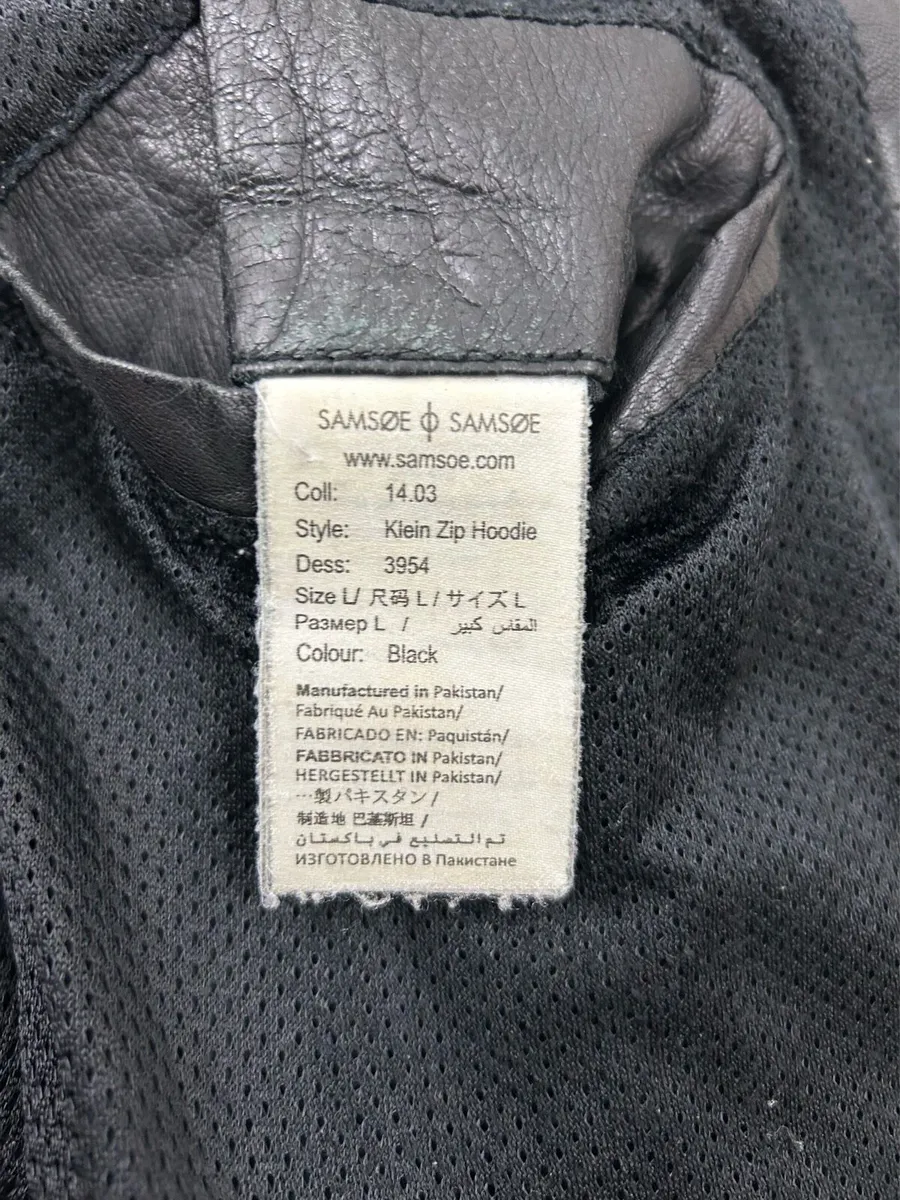 SAMSØE ϕ SAMSØE
www.samsoe.com
Coll: 14.03
Style: Klein Zip Hoodie
Dess: 3954
Size L/ 尺码 L / サイズ L
Размер L / المقاس كبير
Colour: Black
Manufactured in Pakistan/
Fabriqué Au Pakistan/
FABRICADO EN: Paquistán/
FABBRICATO IN Pakistan/
HERGESTELLT IN Pakistan/
…製パキスタン /
制造地 巴基斯坦 /
تم التصنيع في باكستان
ИЗГОТОВЛЕНО В Пакистане